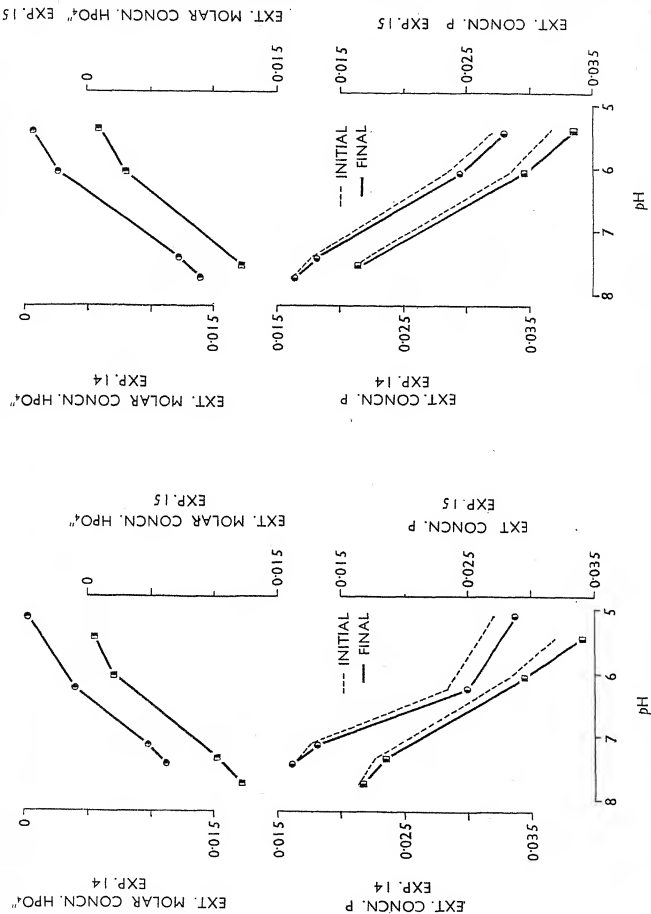 EXT. MOLAR CONCN. HPO₄″ EXP. 15
0
0·015
0
0·015
EXT. MOLAR CONCN. HPO₄″
EXP. 14
EXT. CONCN. P EXP. 15
0·015
0·025
0·035
INITIAL
FINAL
5
6
7
8
pH
0·015
0·025
0·035
EXT. CONC. P
EXP. 14
EXT. MOLAR CONCN. HPO₄″
EXP. 15
0
0·015
0
0·015
EXT. MOLAR CONCN. HPO₄″
EXP. 14
EXT CONCN. P
EXP. 15
0·015
0·025
0·035
INITIAL
FINAL
5
6
7
8
pH
0·025
0·035
EXT. CONCN. P
EXP. 14